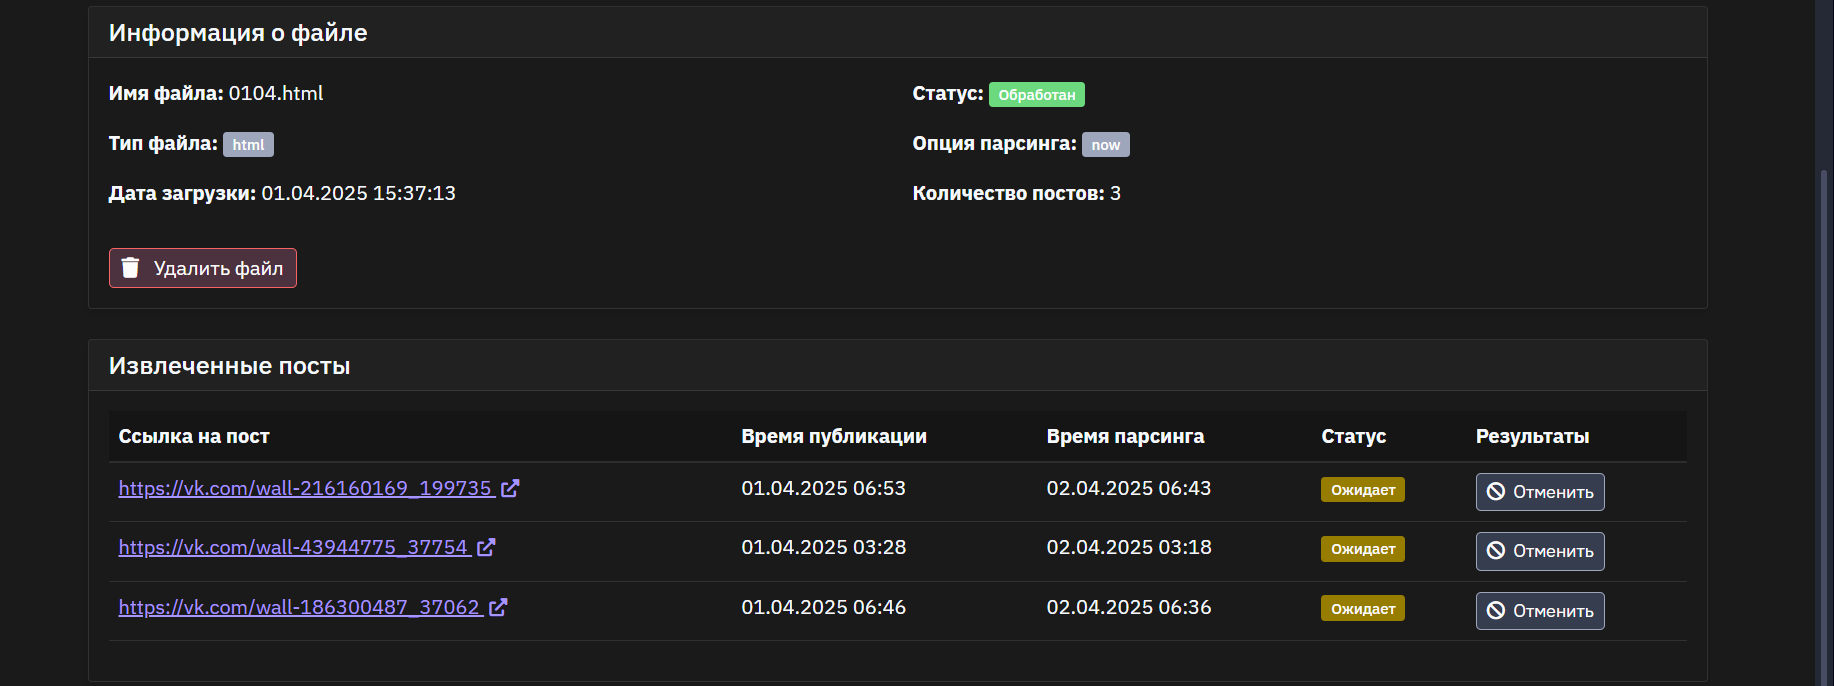 Информация о файле
Имя файла: 0104.html
Статус: Обработан
Тип файла: html
Опция парсинга: now
Дата загрузки: 01.04.2025 15:37:13
Количество постов: 3
Удалить файл
Извлеченные посты
Ссылка на пост Время публикации Время парсинга Статус Результаты
https://vk.com/wall-216160169_199735 01.04.2025 06:53 02.04.2025 06:43 Ожидает Отменить
https://vk.com/wall-43944775_37754 01.04.2025 03:28 02.04.2025 03:18 Ожидает Отменить
https://vk.com/wall-186300487_37062 01.04.2025 06:46 02.04.2025 06:36 Ожидает Отменить